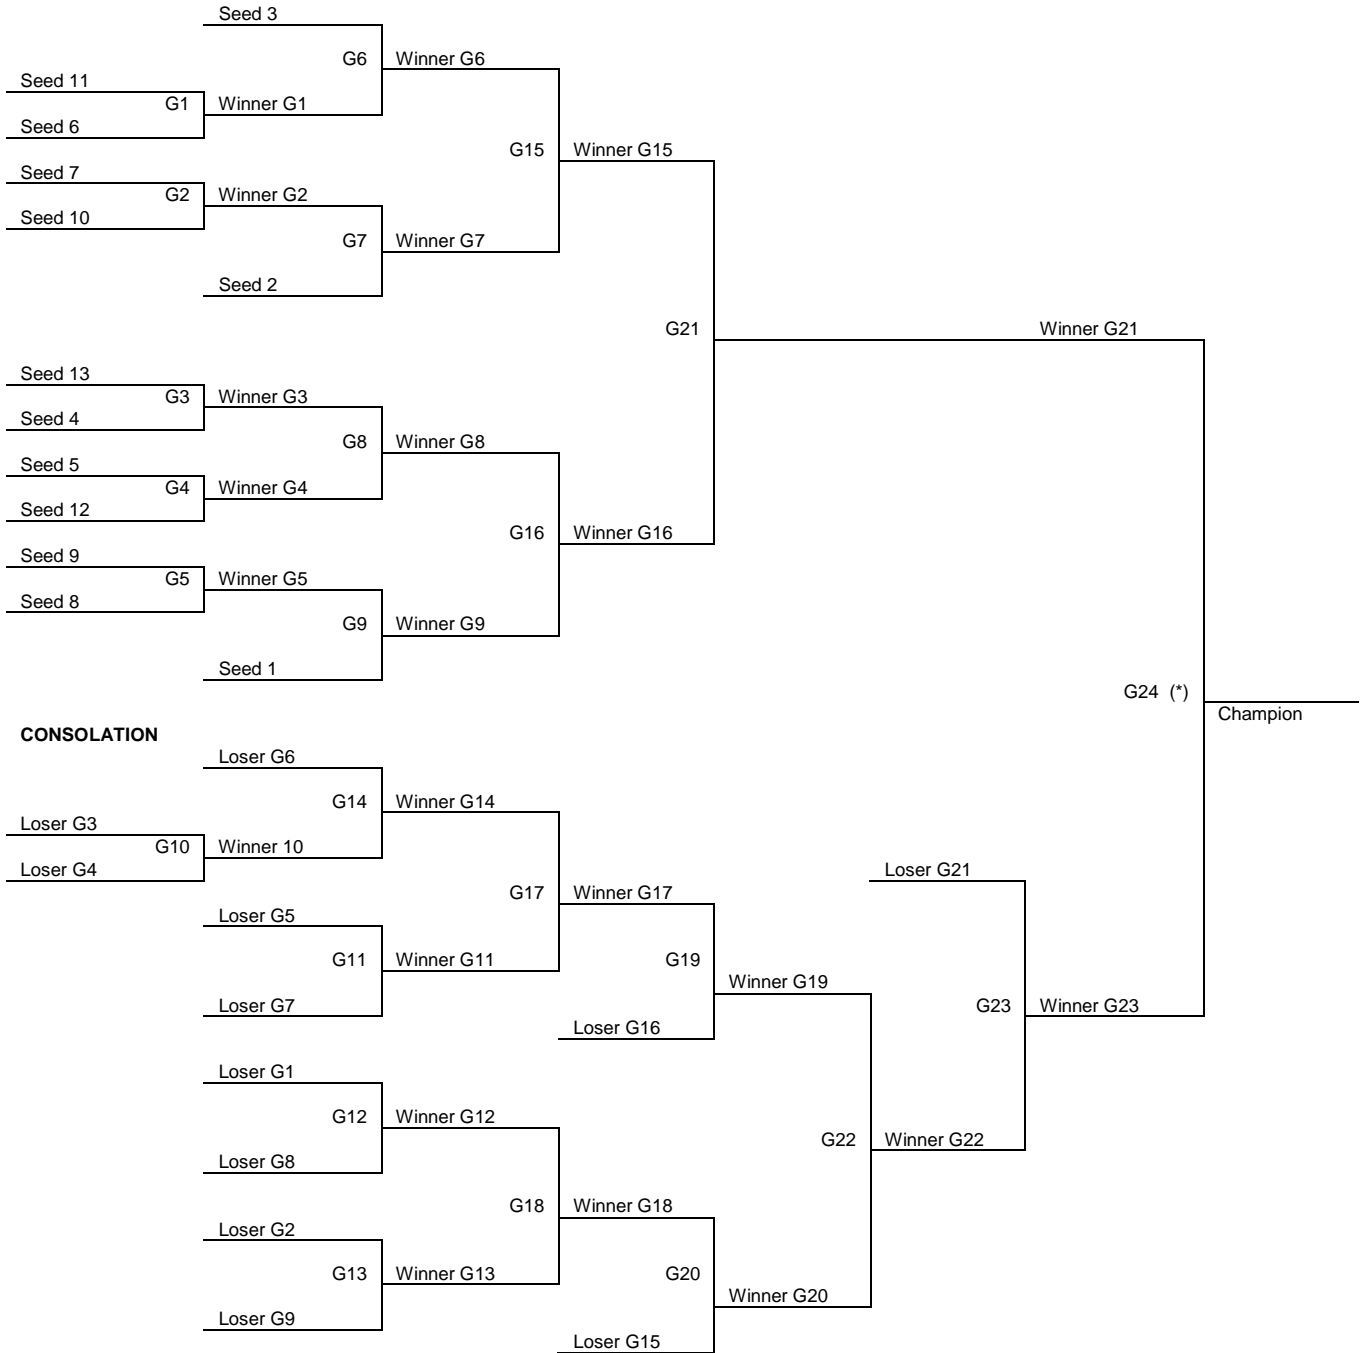 Seed 3
G6
Winner G6
Seed 11
G1
Winner G1
Seed 6
G15
Winner G15
Seed 7
G2
Winner G2
Seed 10
G7
Winner G7
Seed 2
G21
Winner G21
Seed 13
G3
Winner G3
Seed 4
G8
Winner G8
Seed 5
G4
Winner G4
Seed 12
G16
Winner G16
Seed 9
G5
Winner G5
Seed 8
G9
Winner G9
Seed 1
G24 (*)
Champion
CONSOLATION
Loser G6
G14
Winner G14
Loser G3
G10
Winner 10
Loser G4
Loser G21
G17
Winner G17
Loser G5
G11
Winner G11
G19
Winner G19
Loser G7
G23
Winner G23
Loser G16
Loser G1
G12
Winner G12
G22
Winner G22
Loser G8
G18
Winner G18
Loser G2
G13
Winner G13
G20
Winner G20
Loser G9
Loser G15